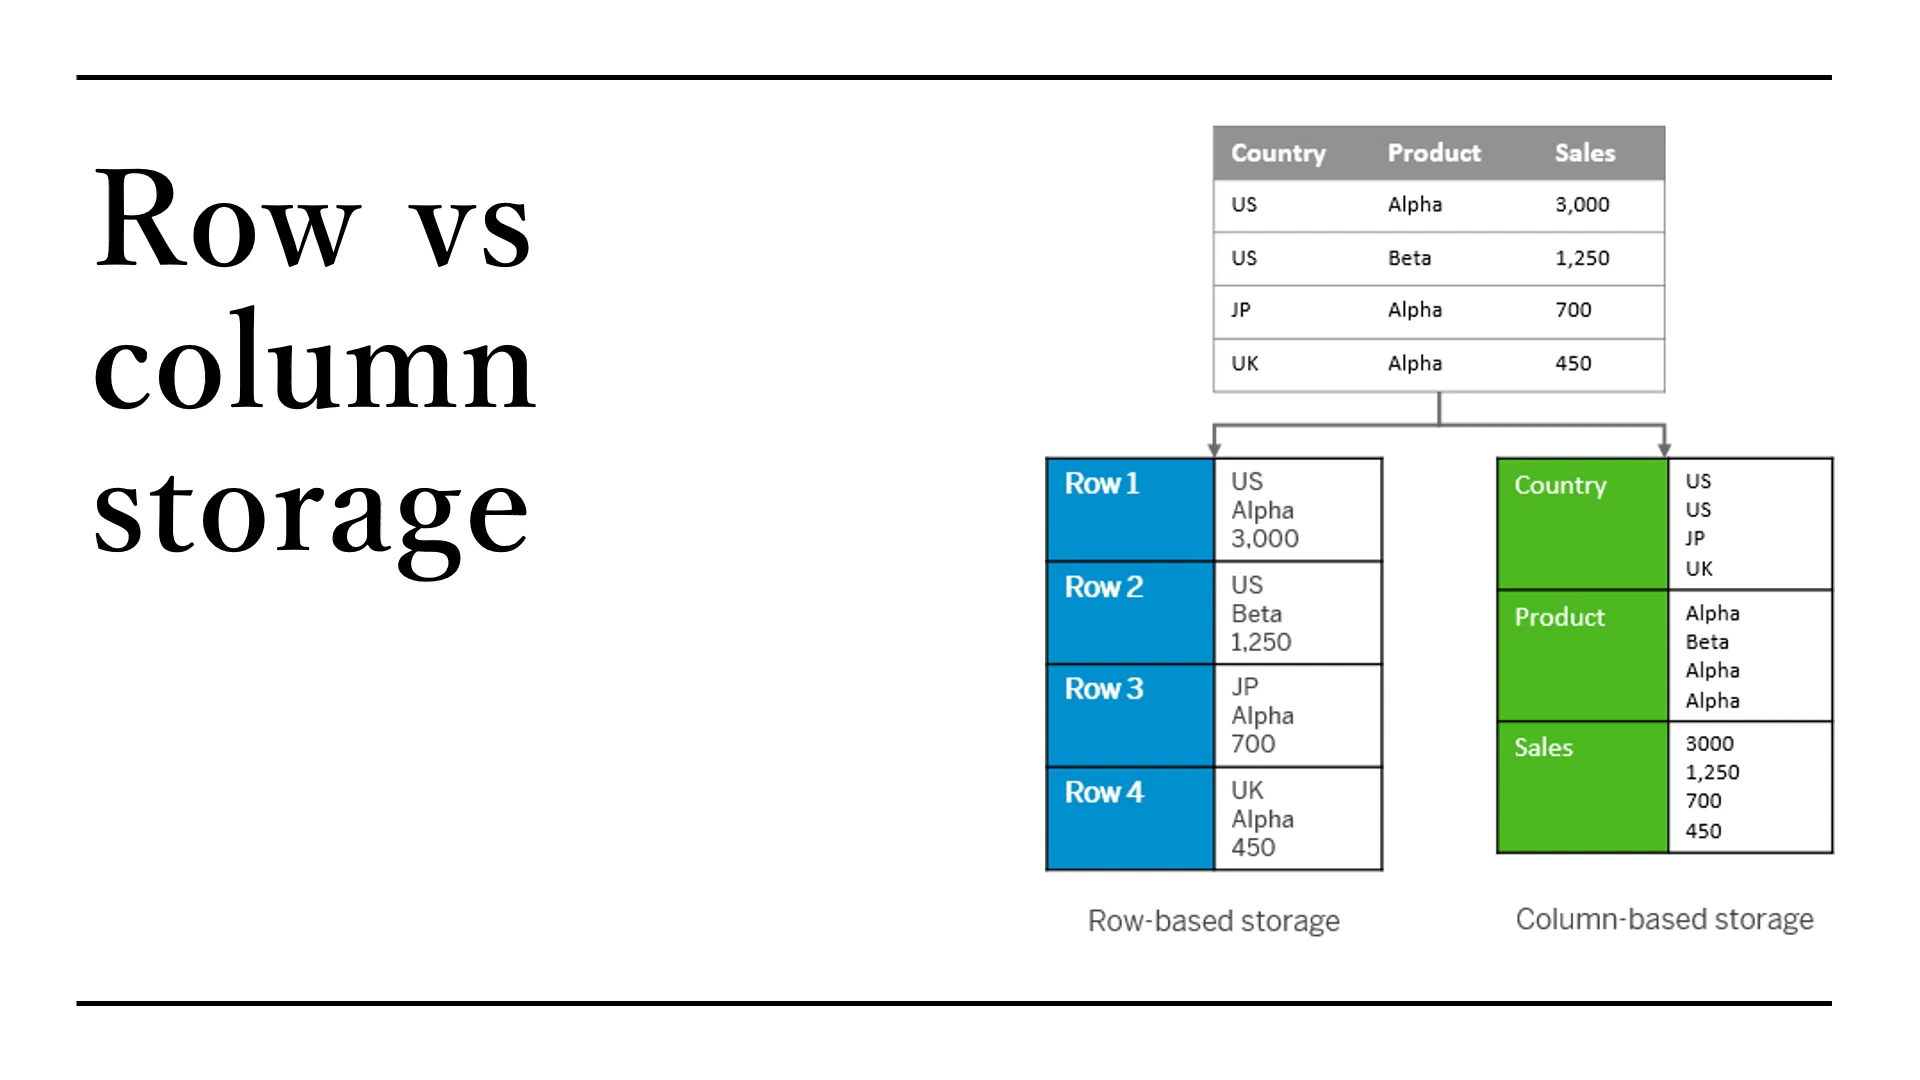 Row vs
column
storage
Country Product Sales
US Alpha 3,000
US Beta 1,250
JP Alpha 700
UK Alpha 450
Row 1
US
Alpha
3,000
Row 2
US
Beta
1,250
Row 3
JP
Alpha
700
Row 4
UK
Alpha
450
Row-based storage
Country
US
US
JP
UK
Product
Alpha
Beta
Alpha
Alpha
Sales
3000
1,250
700
450
Column-based storage